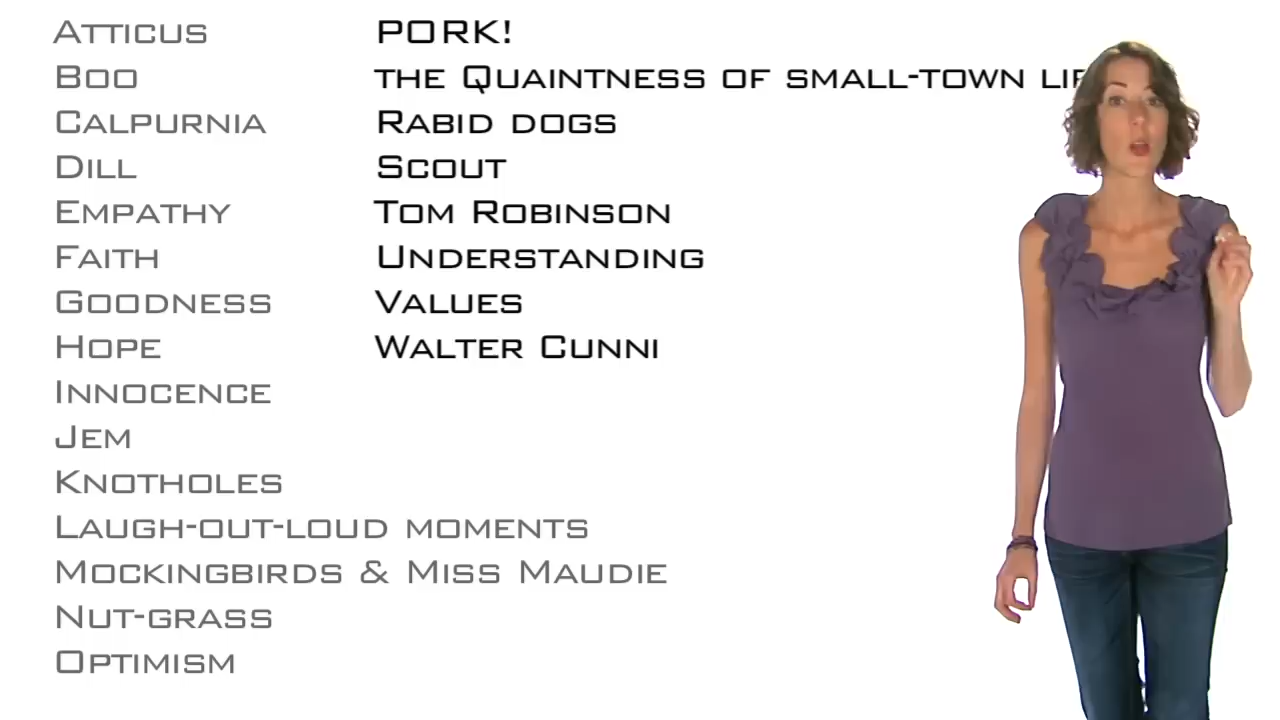 Atticus
Boo
Calpurnia
Dill
Empathy
Faith
Goodness
Hope
Innocence
Jem
Knotholes
Laugh-out-loud moments
Mockingbirds & Miss Maudie
Nut-grass
Optimism
PORK!
the Quaintness of small-town
Rabid dogs
Scout
Tom Robinson
Understanding
Values
Walter Cunni